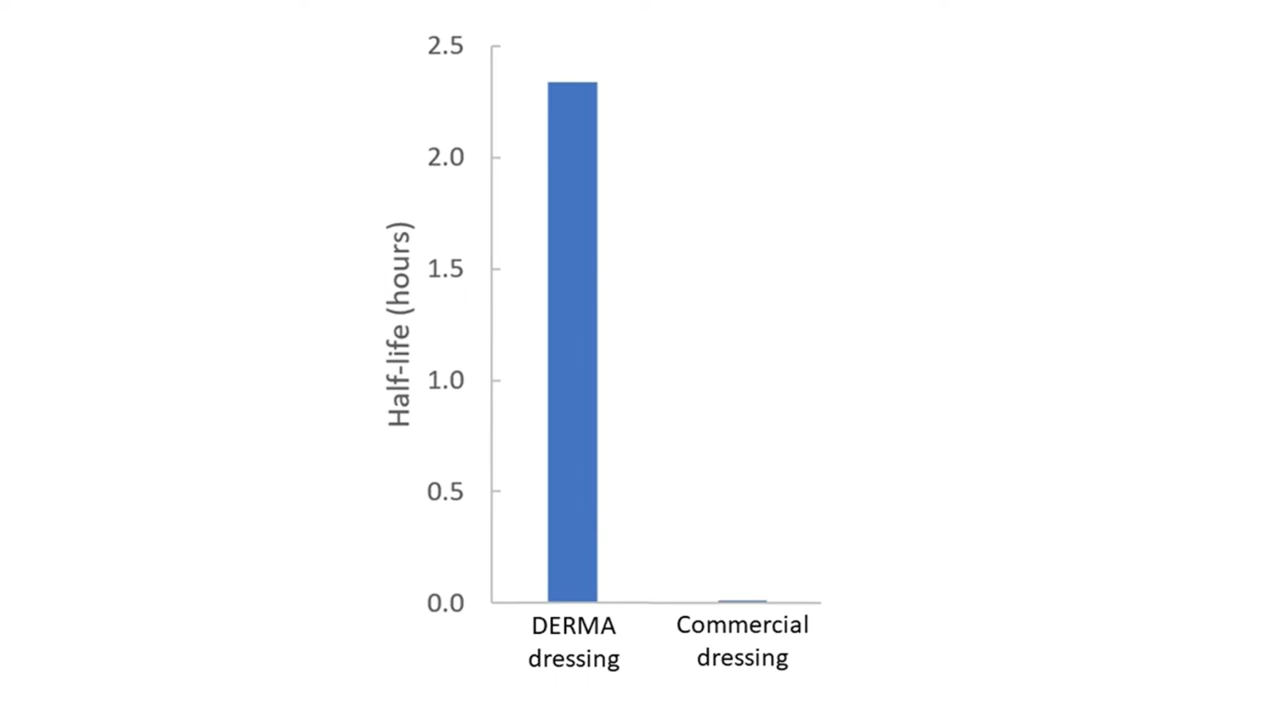 2.5
2.0
1.5
1.0
0.5
0.0
Half-life (hours)
DERMA
dressing
Commercial
dressing